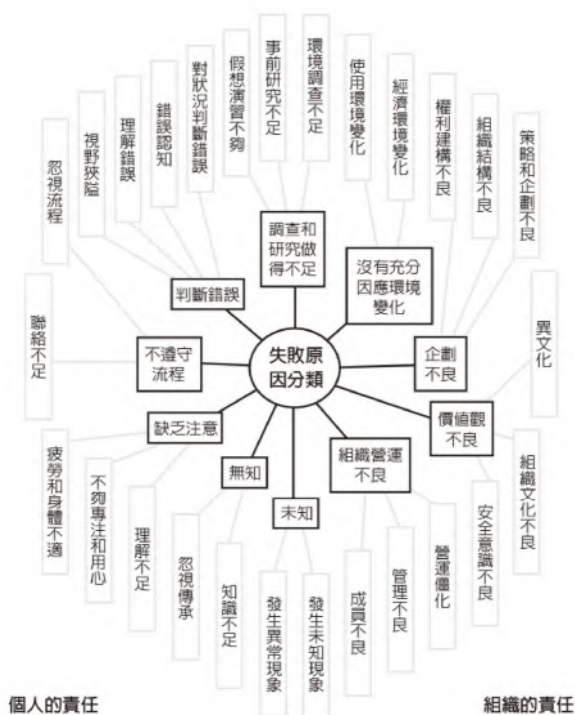 失敗原
因分類
調查和
研究做
得不足
假想演習不夠
事前研究不足
環境調查不足
沒有充分
因應環境
變化
使用環境變化
經濟環境變化
企劃
不良
權利建構不良
組織結構不良
策略和企劃不良
價值觀
不良
異文化
組織文化不良
安全意識不良
組織營運
不良
營運僵化
管理不良
成員不良
未知
發生未知現象
發生異常現象
無知
知識不足
忽視傳承
缺乏注意
理解不足
不夠專注和用心
疲勞和身體不適
不遵守
流程
聯絡不足
忽視流程
判斷錯誤
視野狹隘
理解錯誤
錯誤認知
對狀況判斷錯誤
個人的責任
組織的責任